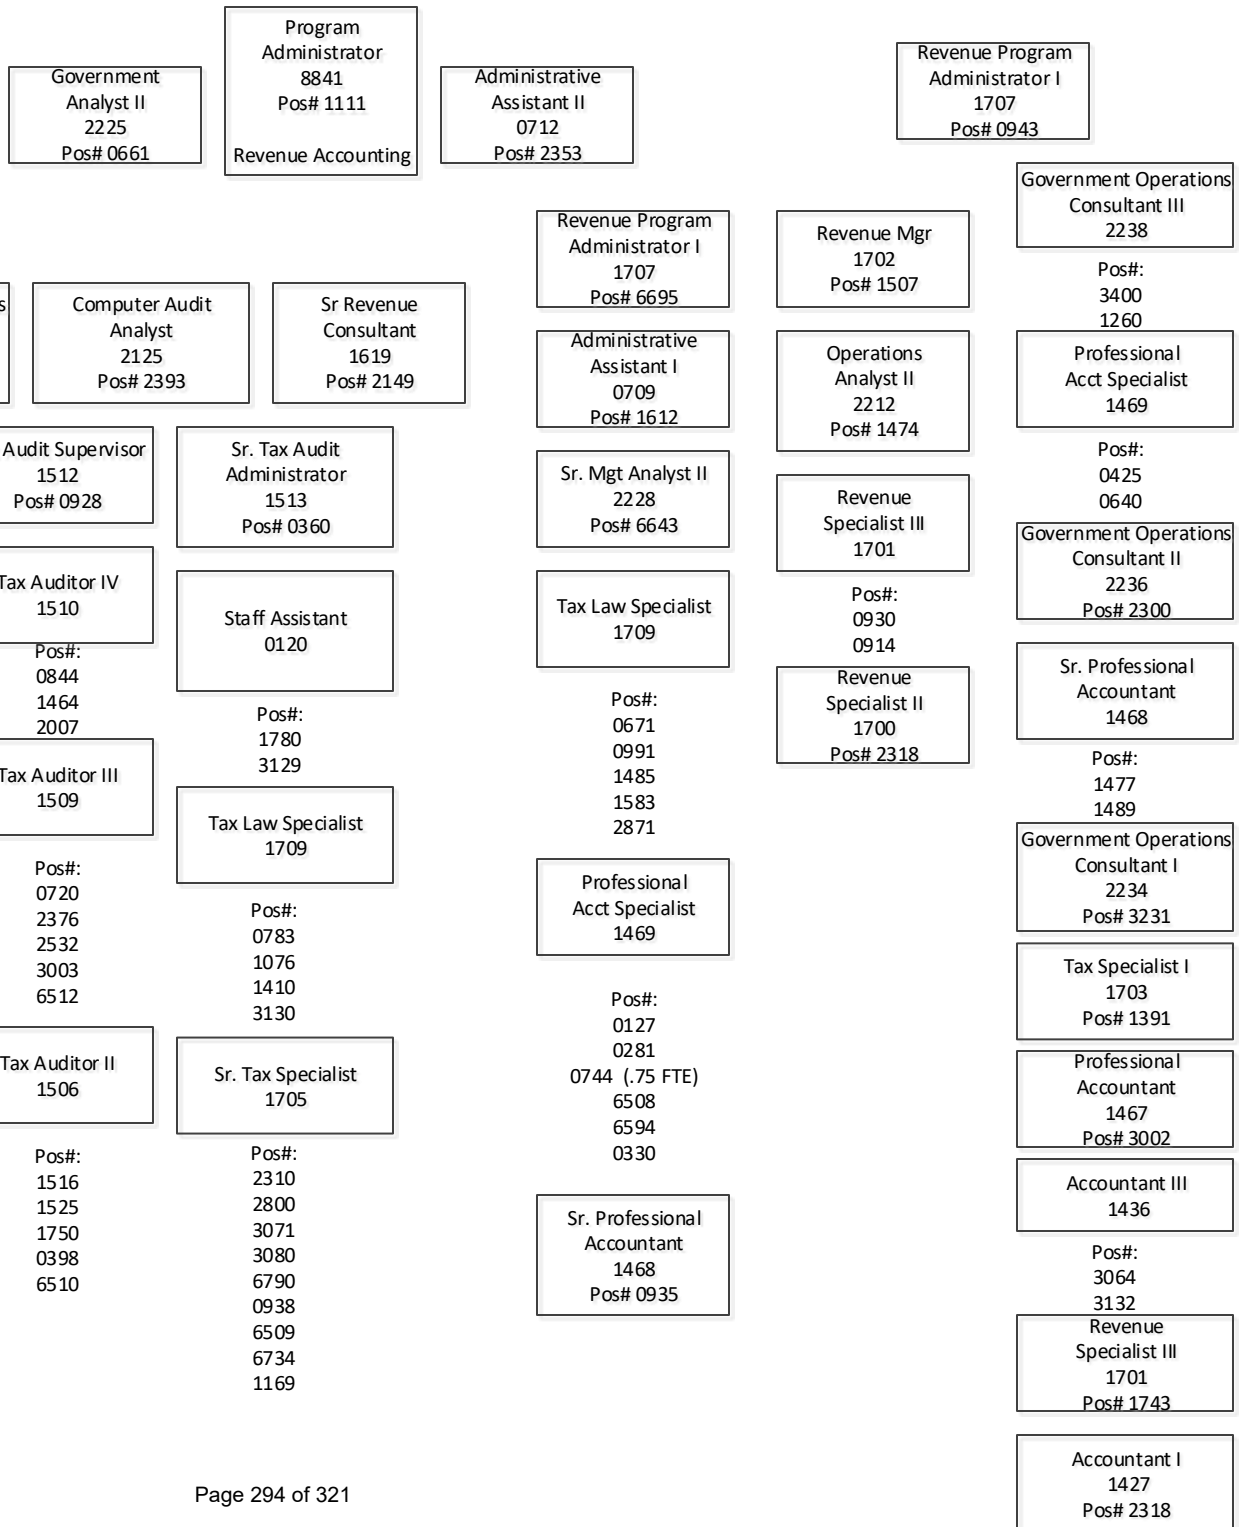 Program
Administrator
8841
Pos# 1111
Revenue Accounting
Government
Analyst II
2225
Pos# 0661
Administrative
Assistant II
0712
Pos# 2353
Revenue Program
Administrator I
1707
Pos# 0943
s
Computer Audit
Analyst
2125
Pos# 2393
Sr Revenue
Consultant
1619
Pos# 2149
Audit Supervisor
1512
Pos# 0928
Tax Auditor IV
1510
Pos#:
0844
1464
2007
Tax Auditor III
1509
Pos#:
0720
2376
2532
3003
6512
Tax Auditor II
1506
Pos#:
1516
1525
1750
0398
6510
Sr. Tax Audit
Administrator
1513
Pos# 0360
Staff Assistant
0120
Pos#:
1780
3129
Tax Law Specialist
1709
Pos#:
0783
1076
1410
3130
Sr. Tax Specialist
1705
Pos#:
2310
2800
3071
3080
6790
0938
6509
6734
1169
Revenue Program
Administrator I
1707
Pos# 6695
Administrative
Assistant I
0709
Pos# 1612
Sr. Mgt Analyst II
2228
Pos# 6643
Tax Law Specialist
1709
Pos#:
0671
0991
1485
1583
2871
Professional
Acct Specialist
1469
Pos#:
0127
0281
0744 (.75 FTE)
6508
6594
0330
Sr. Professional
Accountant
1468
Pos# 0935
Revenue Mgr
1702
Pos# 1507
Operations
Analyst II
2212
Pos# 1474
Revenue
Specialist III
1701
Pos#:
0930
0914
Revenue
Specialist II
1700
Pos# 2318
Government Operations
Consultant III
2238
Pos#:
3400
1260
Professional
Acct Specialist
1469
Pos#:
0425
0640
Government Operations
Consultant II
2236
Pos# 2300
Sr. Professional
Accountant
1468
Pos#:
1477
1489
Government Operations
Consultant I
2234
Pos# 3231
Tax Specialist I
1703
Pos# 1391
Professional
Accountant
1467
Pos# 3002
Accountant III
1436
Pos#:
3064
3132
Revenue
Specialist III
1701
Pos# 1743
Accountant I
1427
Pos# 2318
Page 294 of 321